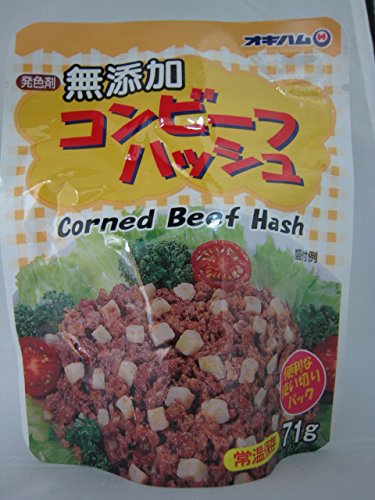 オキハム
発色剤
無添加
コンビーフ
ハッシュ
Corned Beef Hash
盛付例
便利な
使い切り
パック
常温保存
71g